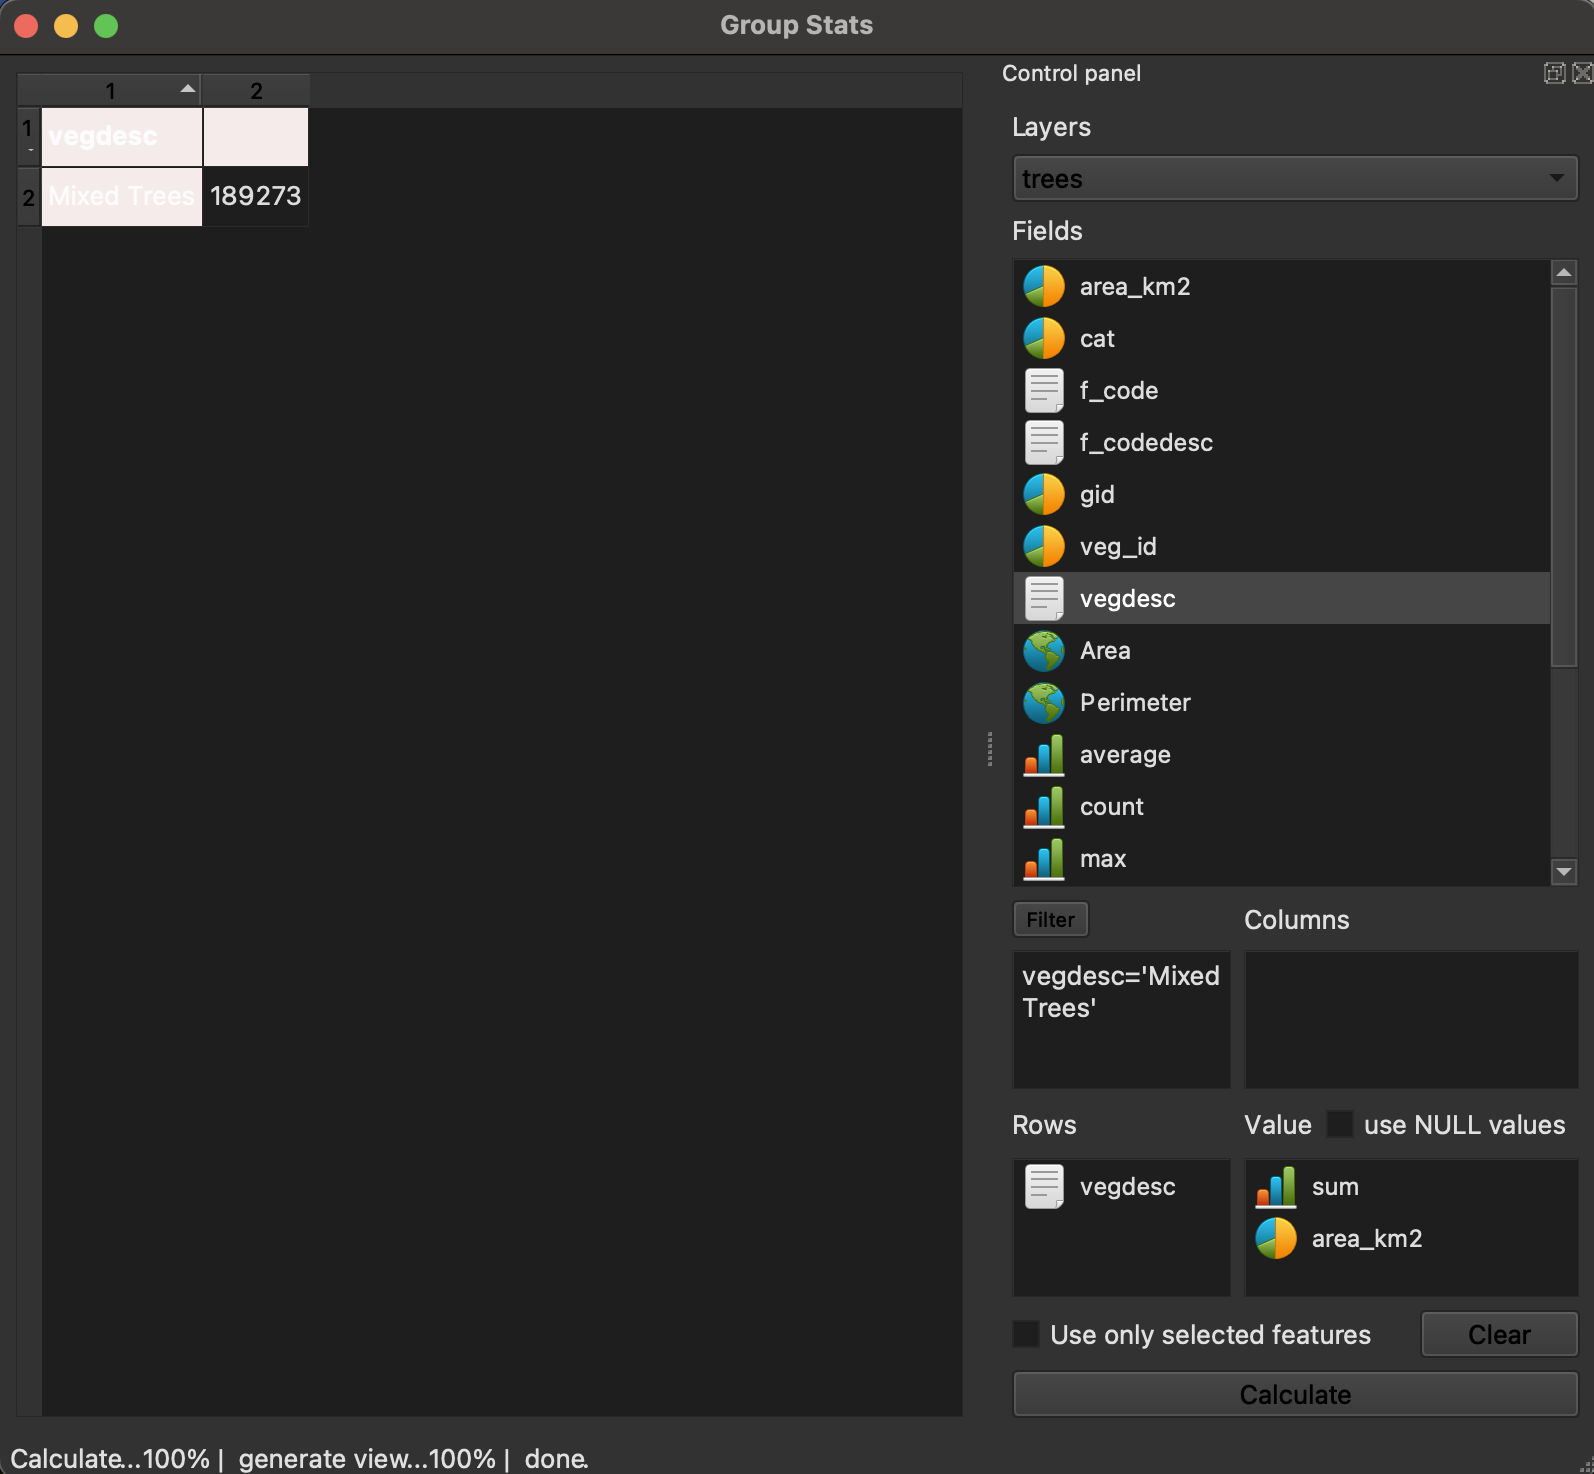 Group Stats
1 2
1 vegdesc
2 Mixed Trees 189273
Control panel
Layers
trees
Fields
area_km2
cat
f_code
f_codedesc
gid
veg_id
vegdesc
Area
Perimeter
average
count
max
Filter
Columns
vegdesc='Mixed
Trees'
Rows
Value use NULL values
vegdesc
sum
area_km2
Use only selected features
Clear
Calculate
Calculate...100% | generate view...100% | done.